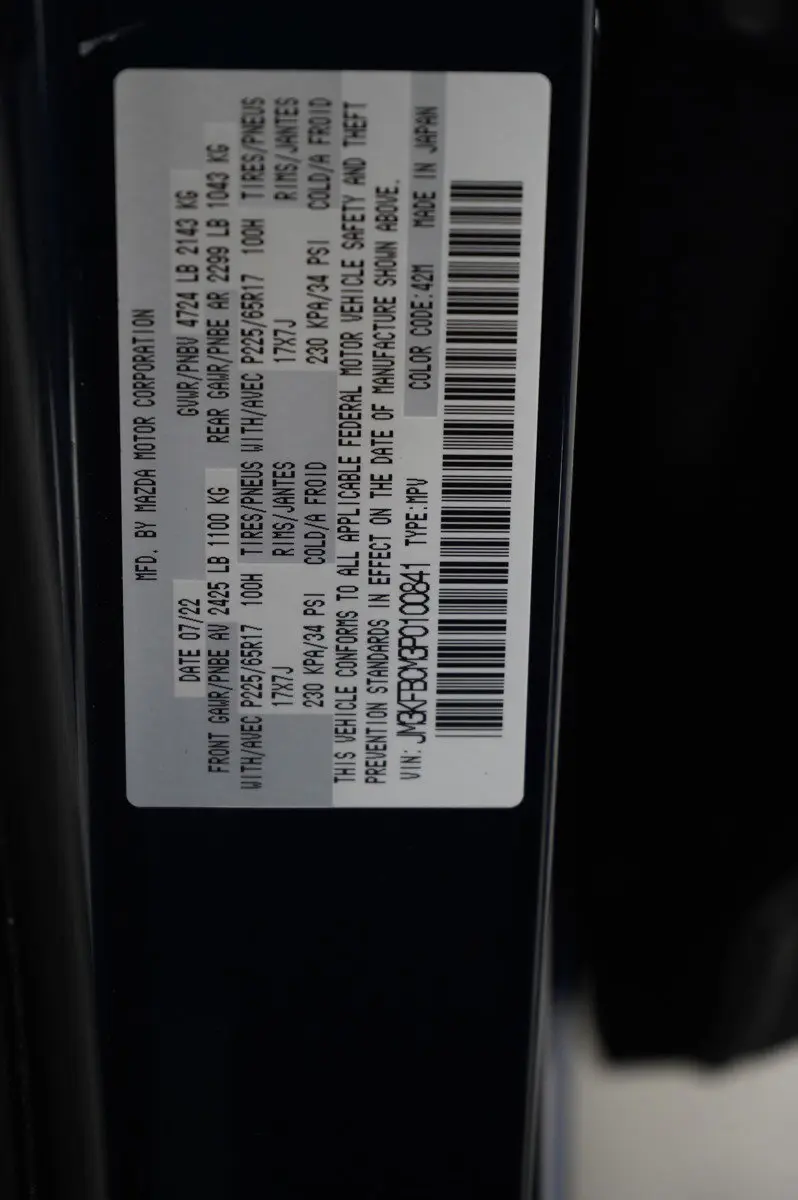 MFD. BY MAZDA MOTOR CORPORATION
DATE 07/22 GVWR/PNBV 4724 LB 2143 KG
FRONT GAWR/PNBE AV 2425 LB 1100 KG REAR GAWR/PNBE AR 2299 LB 1043 KG
WITH/AVEC P225/65R17 100H TIRES/PNEUS WITH/AVEC P225/65R17 100H TIRES/PNEUS
17X7J RIMS/JANTES 17X7J RIMS/JANTES
230 KPA/34 PSI COLD/A FROID 230 KPA/34 PSI COLD/A FROID
THIS VEHICLE CONFORMS TO ALL APPLICABLE FEDERAL MOTOR VEHICLE SAFETY AND THEFT
PREVENTION STANDARDS IN EFFECT ON THE DATE OF MANUFACTURE SHOWN ABOVE.
VIN: JM3KFBCM3P0100841 TYPE:MPV COLOR CODE:42M MADE IN JAPAN